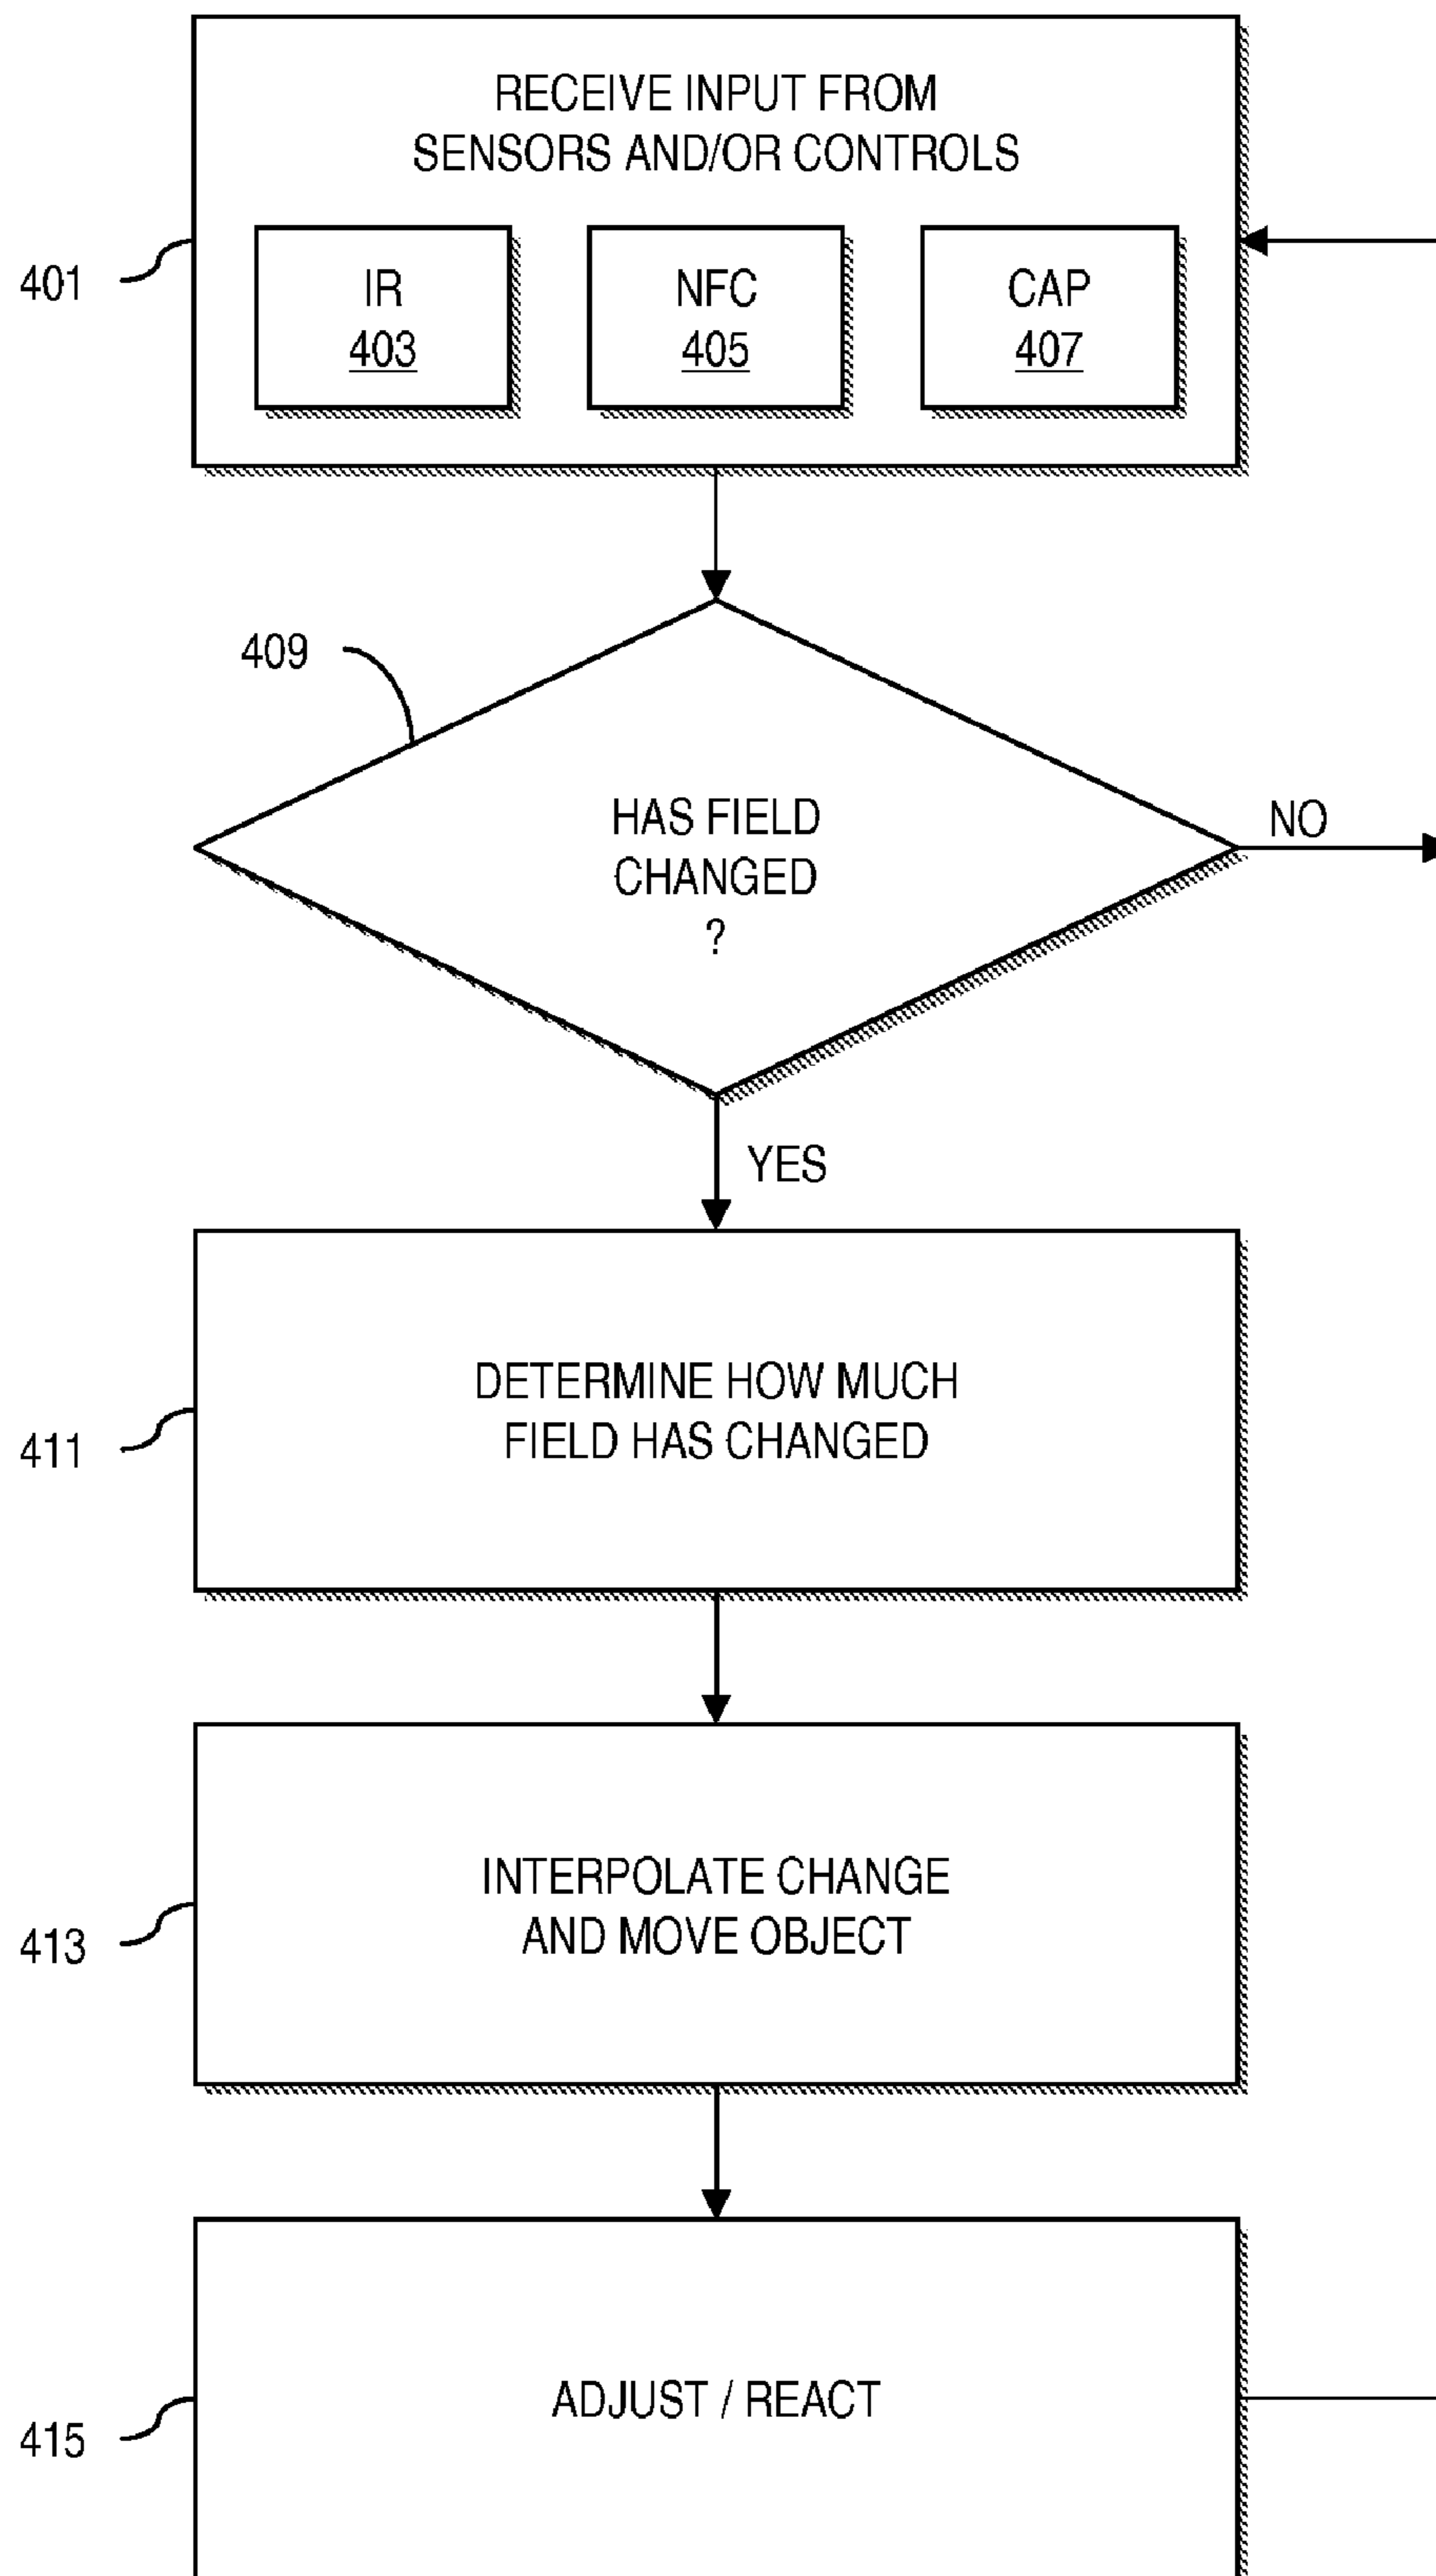 RECEIVE INPUT FROM
SENSORS AND/OR CONTROLS
401
IR
403
NFC
405
CAP
407
409
HAS FIELD
CHANGED
?
NO
YES
DETERMINE HOW MUCH
FIELD HAS CHANGED
411
INTERPOLATE CHANGE
AND MOVE OBJECT
413
ADJUST / REACT
415